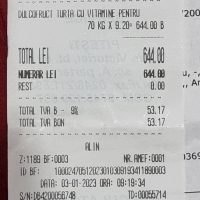 DULCOFRUCT TURTA CU VITAMINE PENTRU
70 KG X 9.20= 644.00 B
TOTAL LEI 644.00
NUMERAR LEI 644.00
REST 0.00
TOTAL TVA B - 9% 53.17
TOTAL TVA BON 53.17
ALIN
Z:1189 BF:0003 NR.AMEF:0001
ID BF:
DATA: 03-01-2023 ORA: 09:19:34